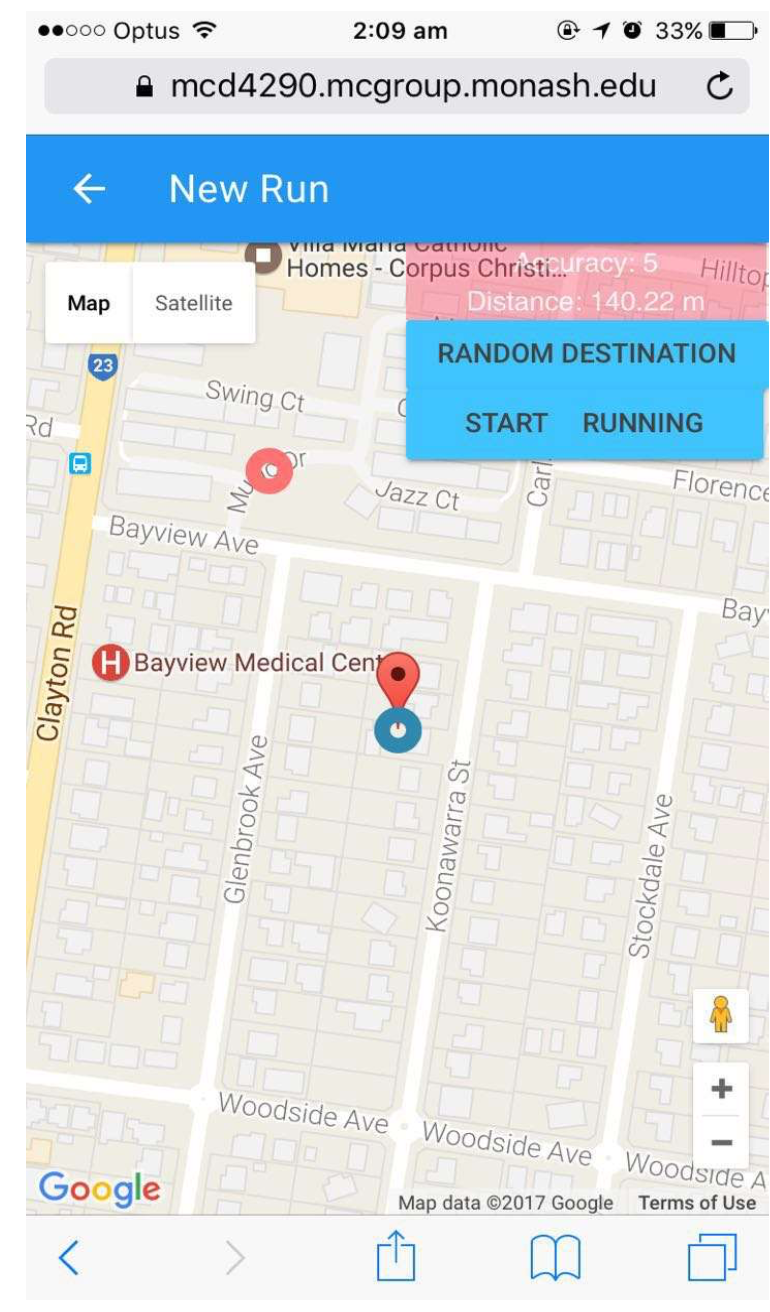 Optus 2:09 am 33%
mcd4290.mcgroup.monash.edu
New Run
Villa Maria Catholic
Homes - Corpus Christi...
Accuracy: 5
Hilltop
Distance: 140.22 m
Map Satellite
RANDOM DESTINATION
START RUNNING
23
Swing Ct
Rd
Jazz Ct
Carl
Florence
Bayview Ave
Bay
Clayton Rd
H Bayview Medical Cent
Glenbrook Ave
Koonawarra St
Stockdale Ave
Woodside Ave
Woodside Ave
Woodside A
Google
Map data ©2017 Google Terms of Use